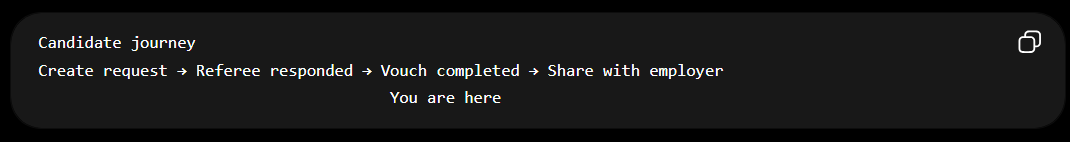 Candidate journey
Create request → Referee responded → Vouch completed → Share with employer
You are here